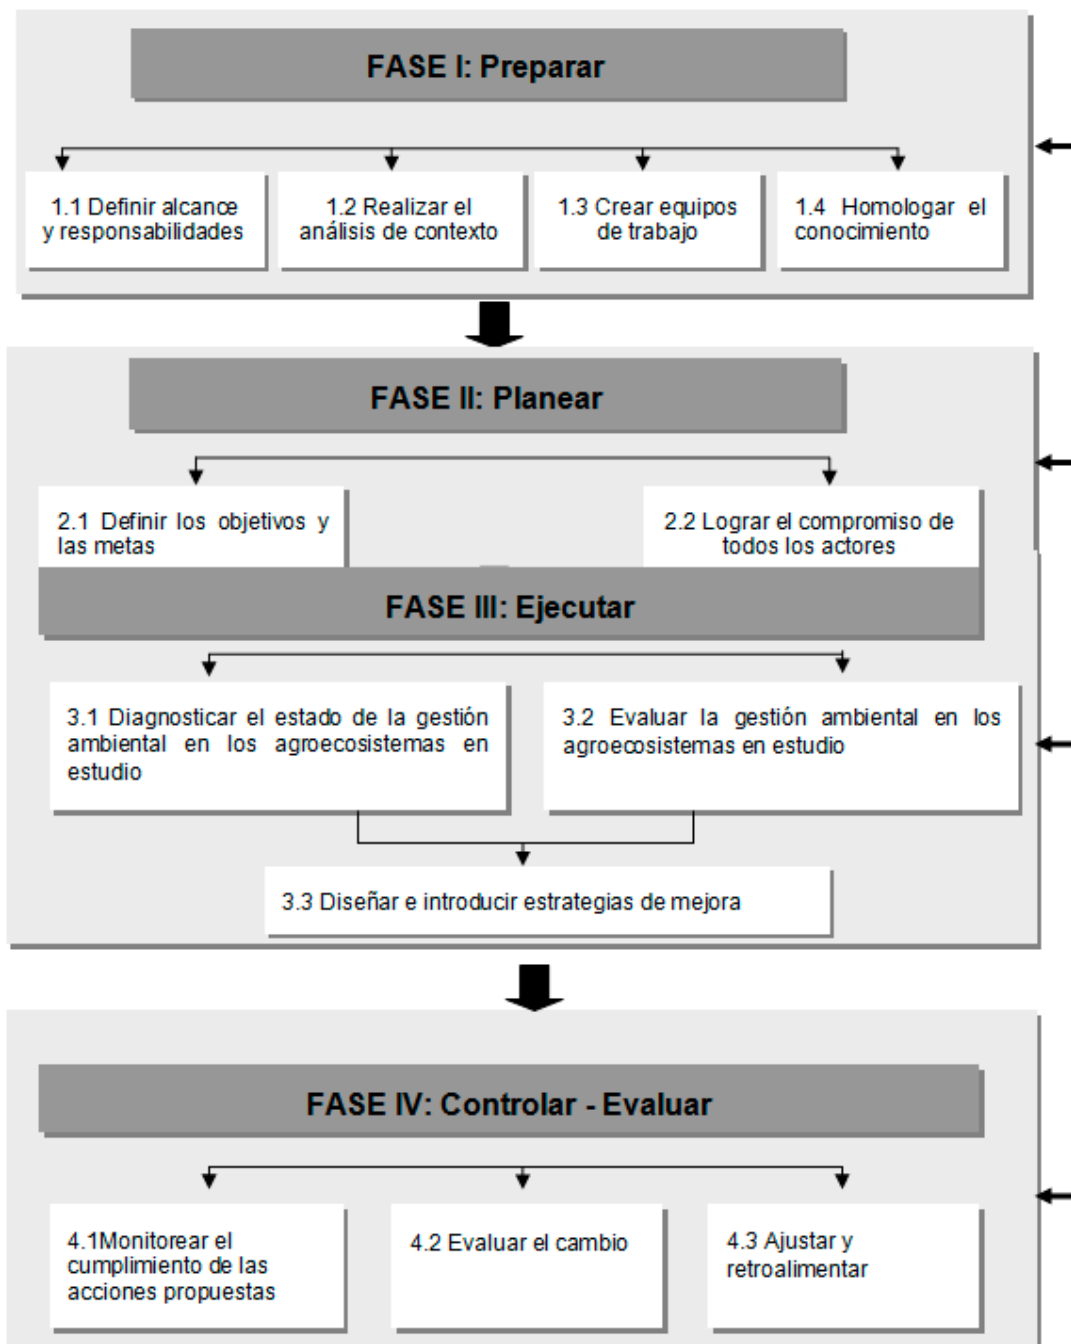 FASE I: Preparar
1.1 Definir alcance
y responsabilidades
1.2 Realizar el
análisis de contexto
1.3 Crear equipos
de trabajo
1.4 Homologar el
conocimiento
FASE II: Planear
2.1 Definir los objetivos y
las metas
2.2 Lograr el compromiso de
todos los actores
FASE III: Ejecutar
3.1 Diagnosticar el estado de la gestión
ambiental en los agroecosistemas en
estudio
3.2 Evaluar la gestión ambiental en los
agroecosistemas en estudio
3.3 Diseñar e introducir estrategias de mejora
FASE IV: Controlar - Evaluar
4.1Monitorear el
cumplimiento de las
acciones propuestas
4.2 Evaluar el cambio
4.3 Ajustar y
retroalimentar